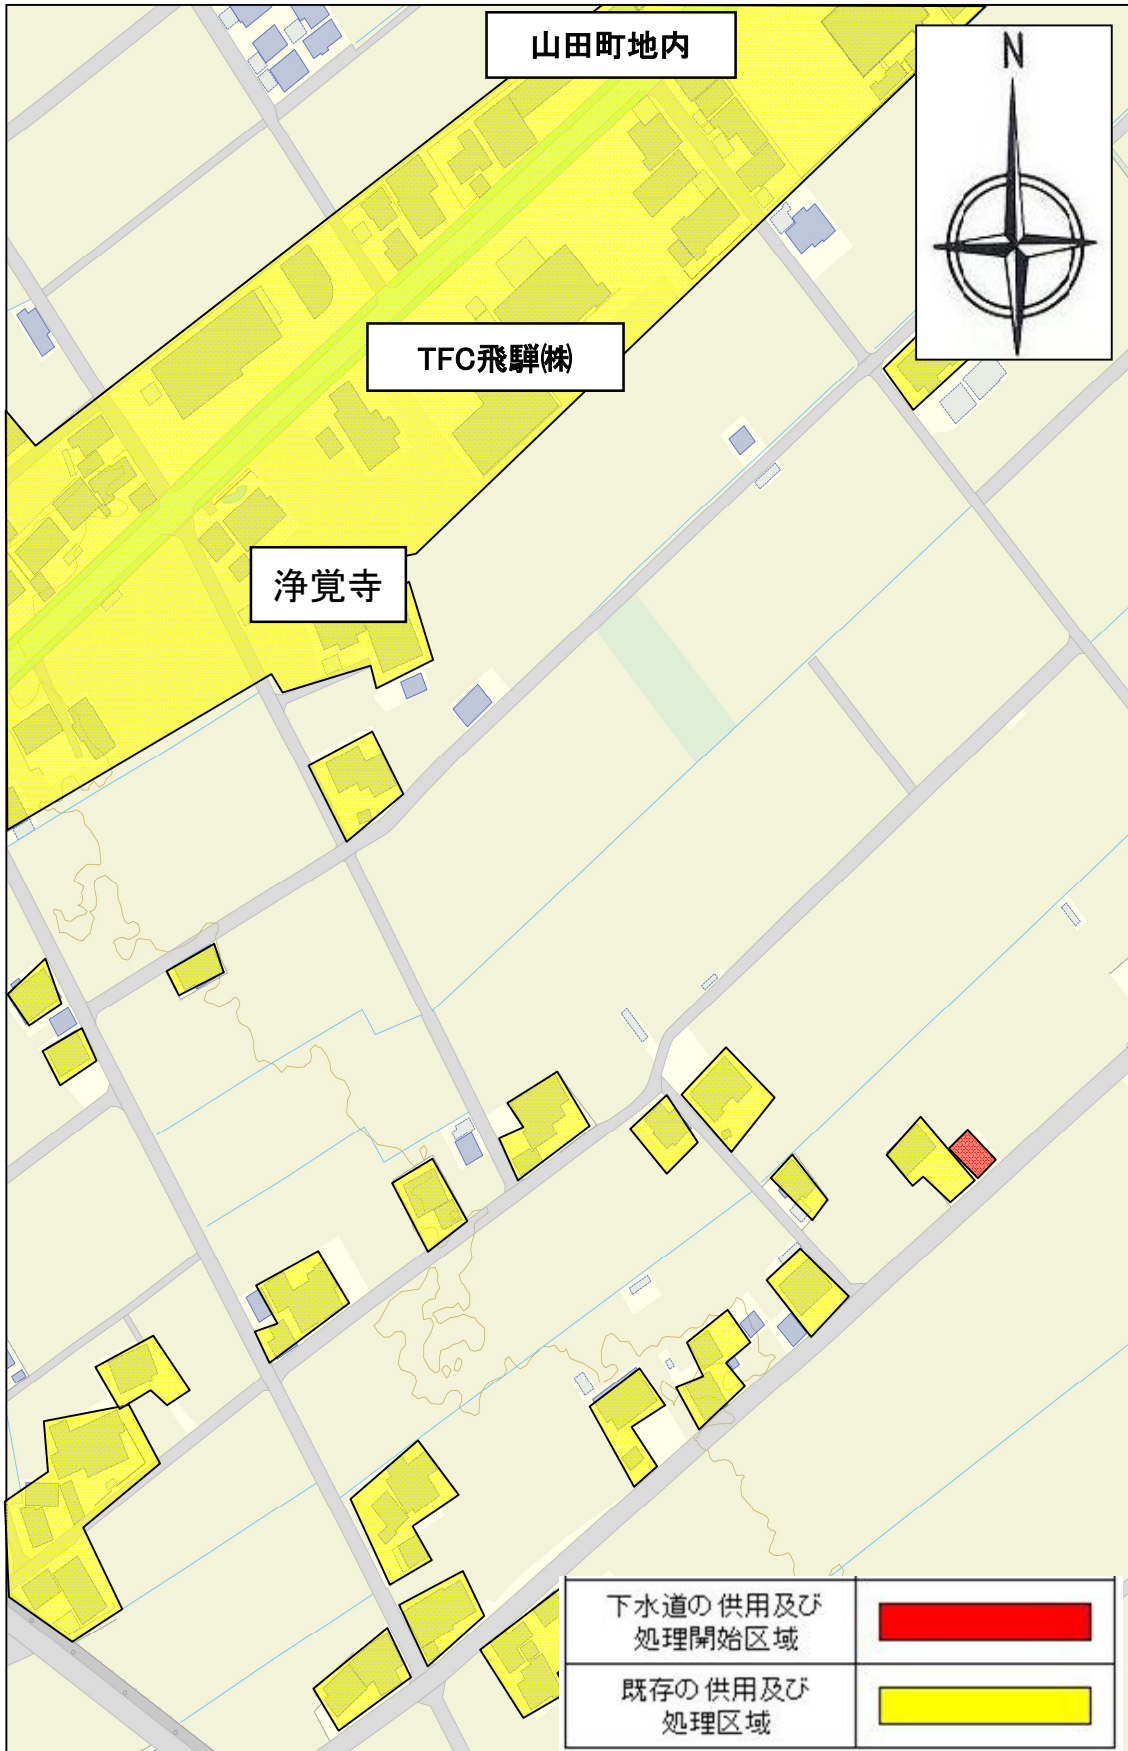 山田町地内
N
TFC飛騨㈱
浄覚寺
下水道の供用及び
処理開始区域
既存の供用及び
処理区域